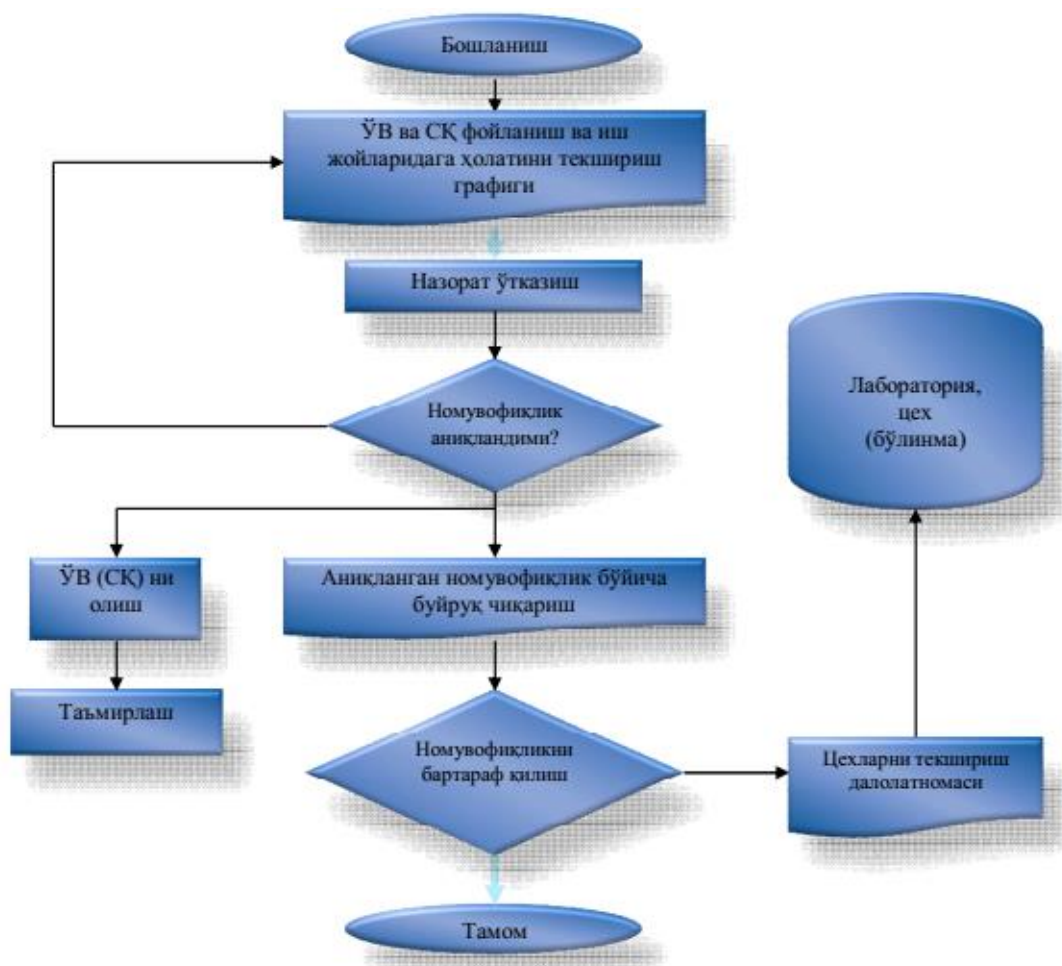 Бошланиш
ЎВ ва СҚ фойланиш ва иш
жойларидага ҳолатини текшириш
графиги
Назорат ўтказиш
Номувофиқлик
аниқландими?
Лаборатория,
цех
(бўлинма)
ЎВ (СҚ) ни
олиш
Аниқланган номувофиқлик бўйича
буйруқ чиқариш
Таъмирлаш
Номувофиқликни
бартараф қилиш
Цехларни текшириш
далолатномаси
Тамом